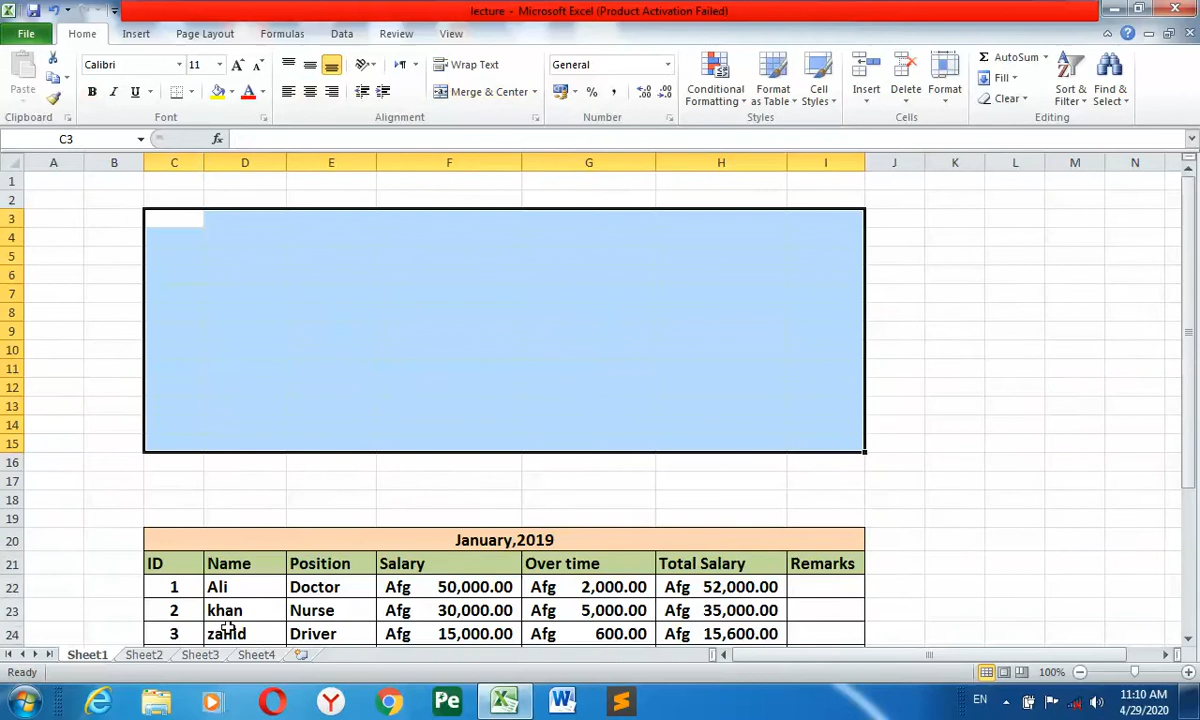 lecture - Microsoft Excel (Product Activation Failed)
File Home Insert Page Layout Formulas Data Review View
Paste
Calibri 11
B I U
Wrap Text
Merge & Center
General
Conditional Formatting
Format as Table
Cell Styles
Insert
Delete
Format
AutoSum
Fill
Clear
Sort & Filter
Find & Select
Clipboard Font Alignment Number Styles Cells Editing
C3 fx
A B C D E F G H I J K L M N
1
2
3
4
5
6
7
8
9
10
11
12
13
14
15
16
17
18
19
20 January,2019
21 ID Name Position Salary Over time Total Salary Remarks
22 1 Ali Doctor Afg 50,000.00 Afg 2,000.00 Afg 52,000.00
23 2 khan Nurse Afg 30,000.00 Afg 5,000.00 Afg 35,000.00
24 3 zahid Driver Afg 15,000.00 Afg 600.00 Afg 15,600.00
Sheet1 Sheet2 Sheet3 Sheet4
Ready 100%
Pe
EN
11:10 AM
4/29/2020